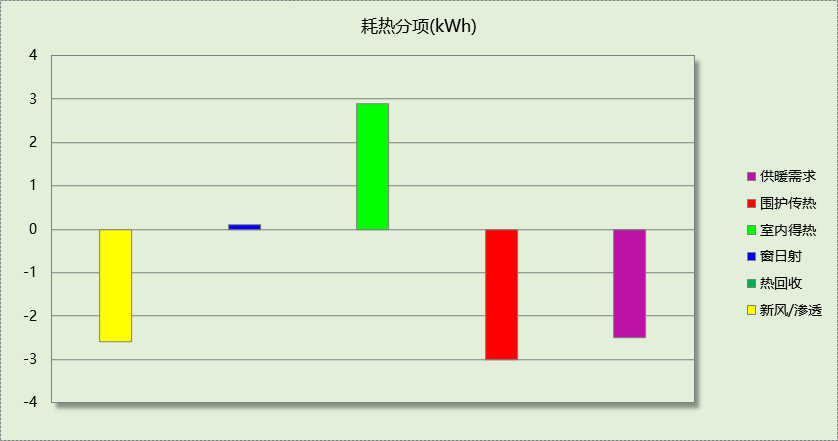 耗热分项(kWh)
4
3
2
1
0
-1
-2
-3
-4
供暖需求
围护传热
室内得热
窗日射
热回收
新风/渗透